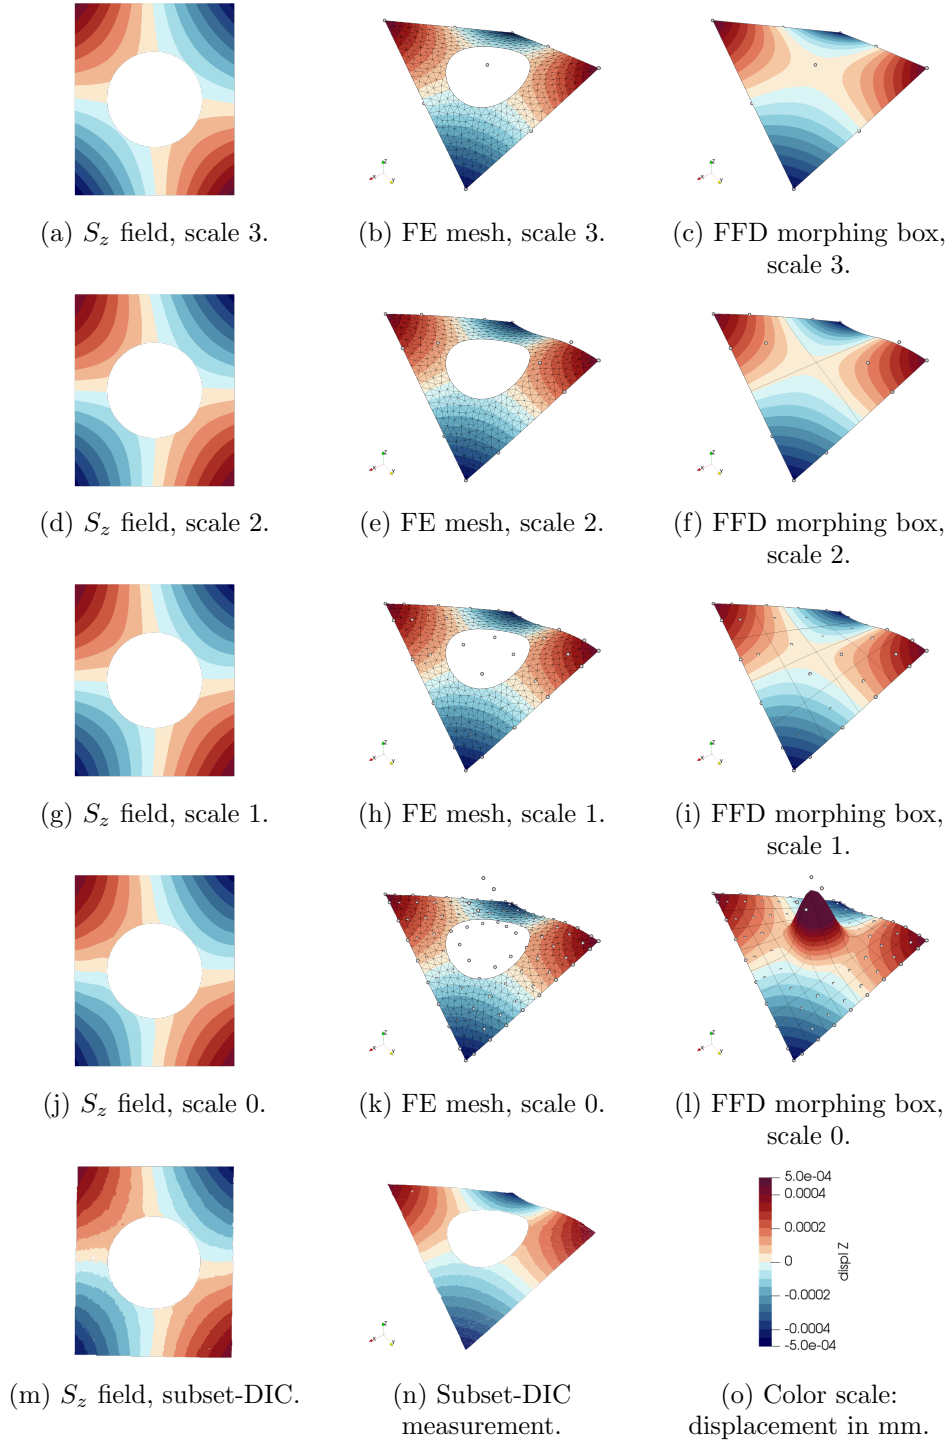 (a) S_z field, scale 3.
(b) FE mesh, scale 3.
(c) FFD morphing box,
scale 3.
(d) S_z field, scale 2.
(e) FE mesh, scale 2.
(f) FFD morphing box,
scale 2.
(g) S_z field, scale 1.
(h) FE mesh, scale 1.
(i) FFD morphing box,
scale 1.
(j) S_z field, scale 0.
(k) FE mesh, scale 0.
(l) FFD morphing box,
scale 0.
5.0e-04
0.0004
0.0002
0
-0.0002
-0.0004
-5.0e-04
displ Z
(m) S_z field, subset-DIC.
(n) Subset-DIC
measurement.
(o) Color scale:
displacement in mm.